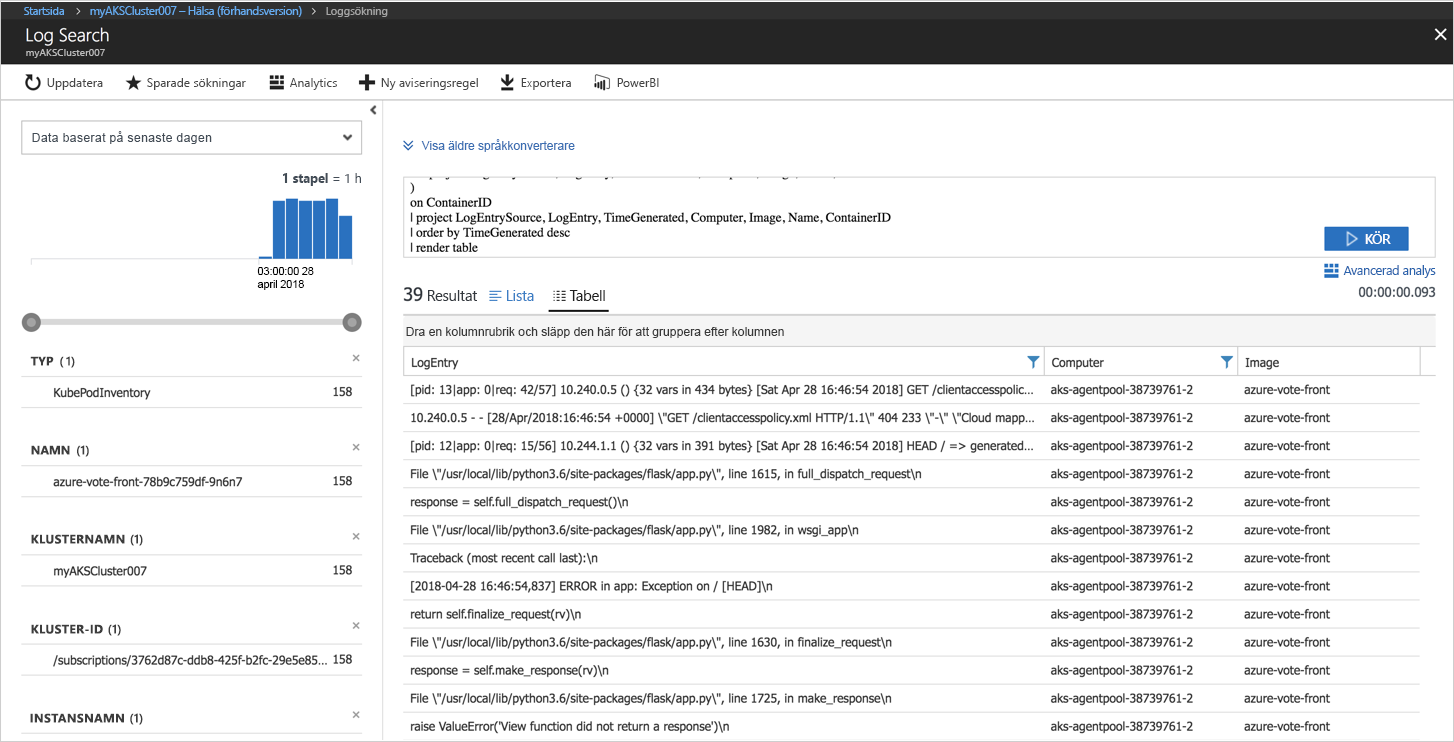 Startsida > myAKSCluster007 – Hälsa (förhandsversion) > Loggsökning
Log Search
myAKSCluster007
Uppdatera Sparade sökningar Analytics Ny aviseringsregel Exportera PowerBI
Data baserat på senaste dagen
1 stapel = 1 h
03:00:00 28
april 2018
TYP (1)
KubePodInventory 158
NAMN (1)
azure-vote-front-78b9c759df-9n6n7 158
KLUSTERNAMN (1)
myAKSCluster007 158
KLUSTER-ID (1)
/subscriptions/3762d87c-ddb8-425f-b2fc-29e5e85... 158
INSTANSNAMN (1)
Visa äldre språkkonverterare
)
on ContainerID
| project LogEntrySource, LogEntry, TimeGenerated, Computer, Image, Name, ContainerID
| order by TimeGenerated desc
| render table
KÖR
Avancerad analys
39 Resultat Lista Tabell 00:00:00.093
Dra en kolumnrubrik och släpp den här för att gruppera efter kolumnen
LogEntry Computer Image
[pid: 13|app: 0|req: 42/57] 10.240.0.5 () {32 vars in 434 bytes} [Sat Apr 28 16:46:54 2018] GET /clientaccesspolic... aks-agentpool-38739761-2 azure-vote-front
10.240.0.5 - - [28/Apr/2018:16:46:54 +0000] \"GET /clientaccesspolicy.xml HTTP/1.1\" 404 233 \"-\" \"Cloud mapp... aks-agentpool-38739761-2 azure-vote-front
[pid: 12|app: 0|req: 15/56] 10.244.1.1 () {32 vars in 391 bytes} [Sat Apr 28 16:46:54 2018] HEAD / => generated... aks-agentpool-38739761-2 azure-vote-front
File \"/usr/local/lib/python3.6/site-packages/flask/app.py\", line 1615, in full_dispatch_request\n aks-agentpool-38739761-2 azure-vote-front
response = self.full_dispatch_request()\n aks-agentpool-38739761-2 azure-vote-front
File \"/usr/local/lib/python3.6/site-packages/flask/app.py\", line 1982, in wsgi_app\n aks-agentpool-38739761-2 azure-vote-front
Traceback (most recent call last):\n aks-agentpool-38739761-2 azure-vote-front
[2018-04-28 16:46:54,837] ERROR in app: Exception on / [HEAD]\n aks-agentpool-38739761-2 azure-vote-front
return self.finalize_request(rv)\n aks-agentpool-38739761-2 azure-vote-front
File \"/usr/local/lib/python3.6/site-packages/flask/app.py\", line 1630, in finalize_request\n aks-agentpool-38739761-2 azure-vote-front
response = self.make_response(rv)\n aks-agentpool-38739761-2 azure-vote-front
File \"/usr/local/lib/python3.6/site-packages/flask/app.py\", line 1725, in make_response\n aks-agentpool-38739761-2 azure-vote-front
raise ValueError('View function did not return a response')\n aks-agentpool-38739761-2 azure-vote-front